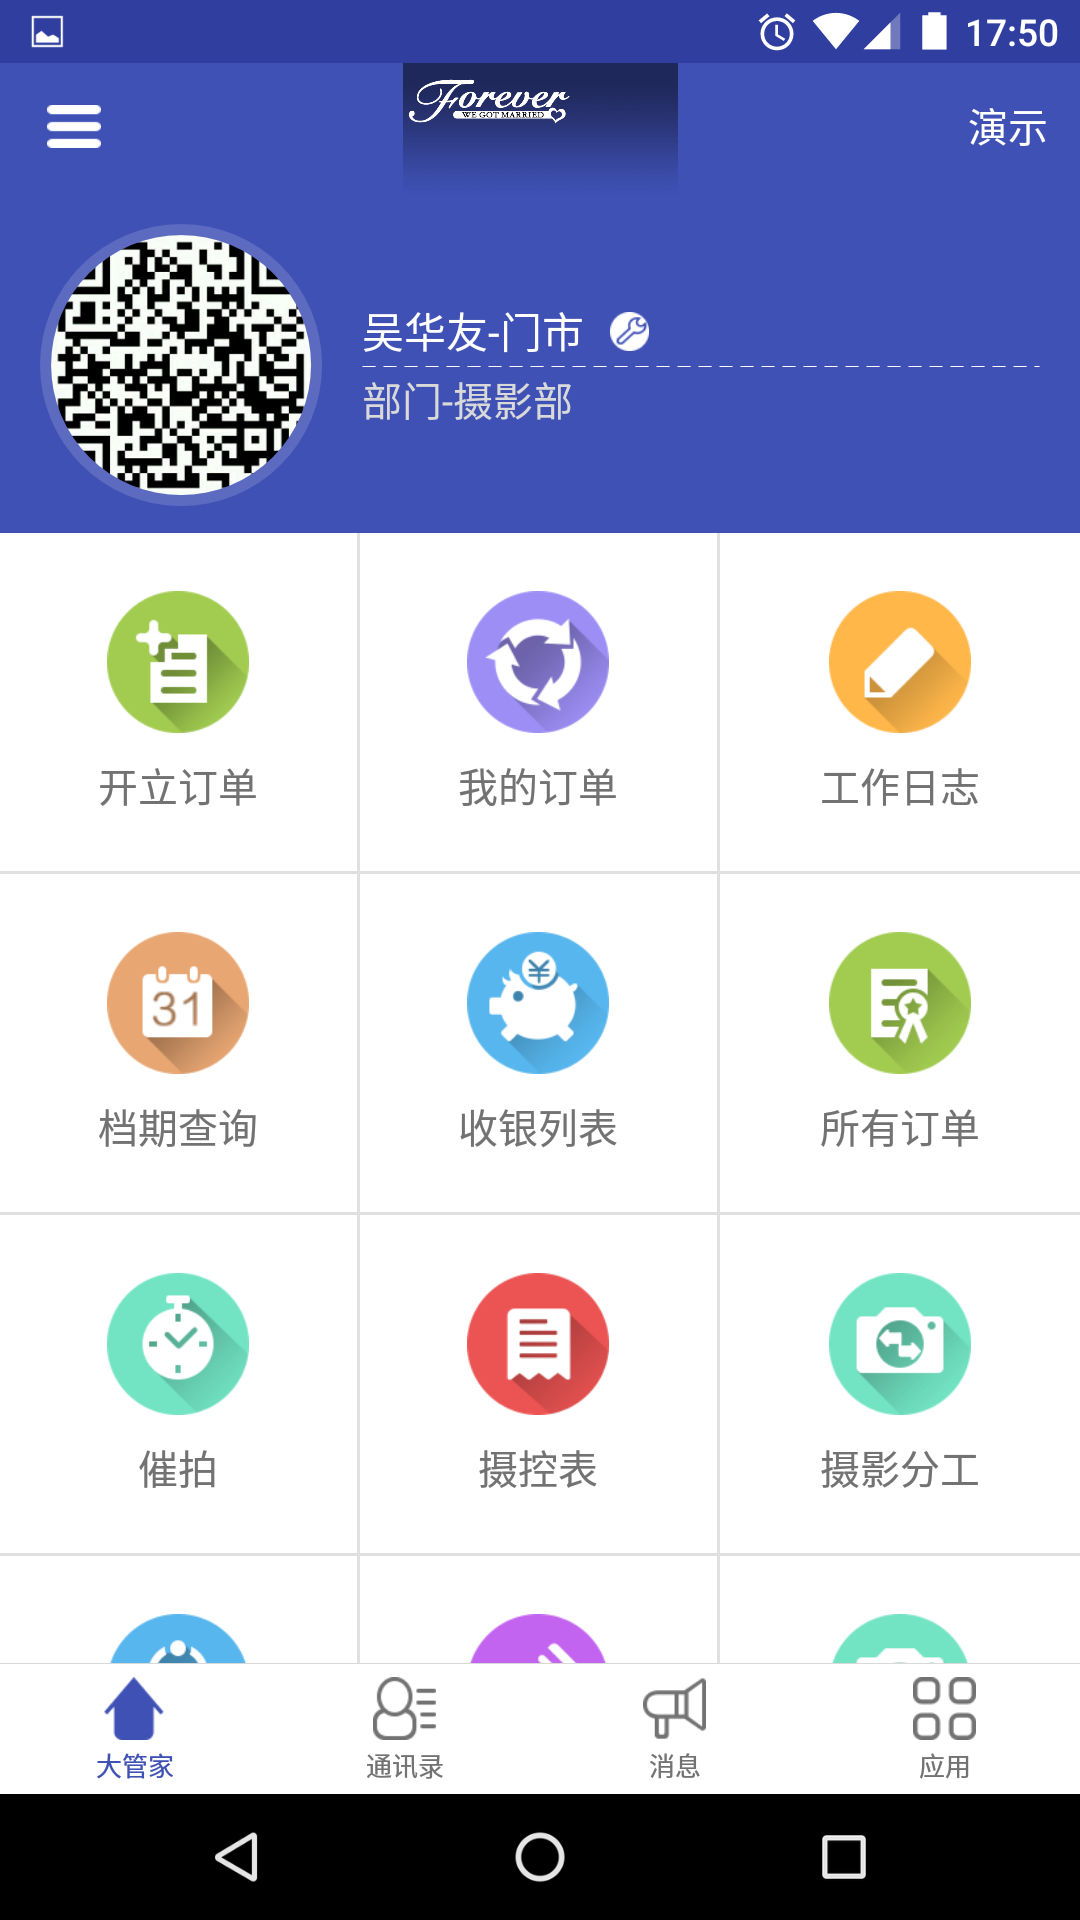 17:50
Forever
WE GOT MARRIED
演示
吴华友-门市
部门-摄影部
开立订单
我的订单
工作日志
31
档期查询
收银列表
所有订单
催拍
摄控表
摄影分工
大管家
通讯录
消息
应用